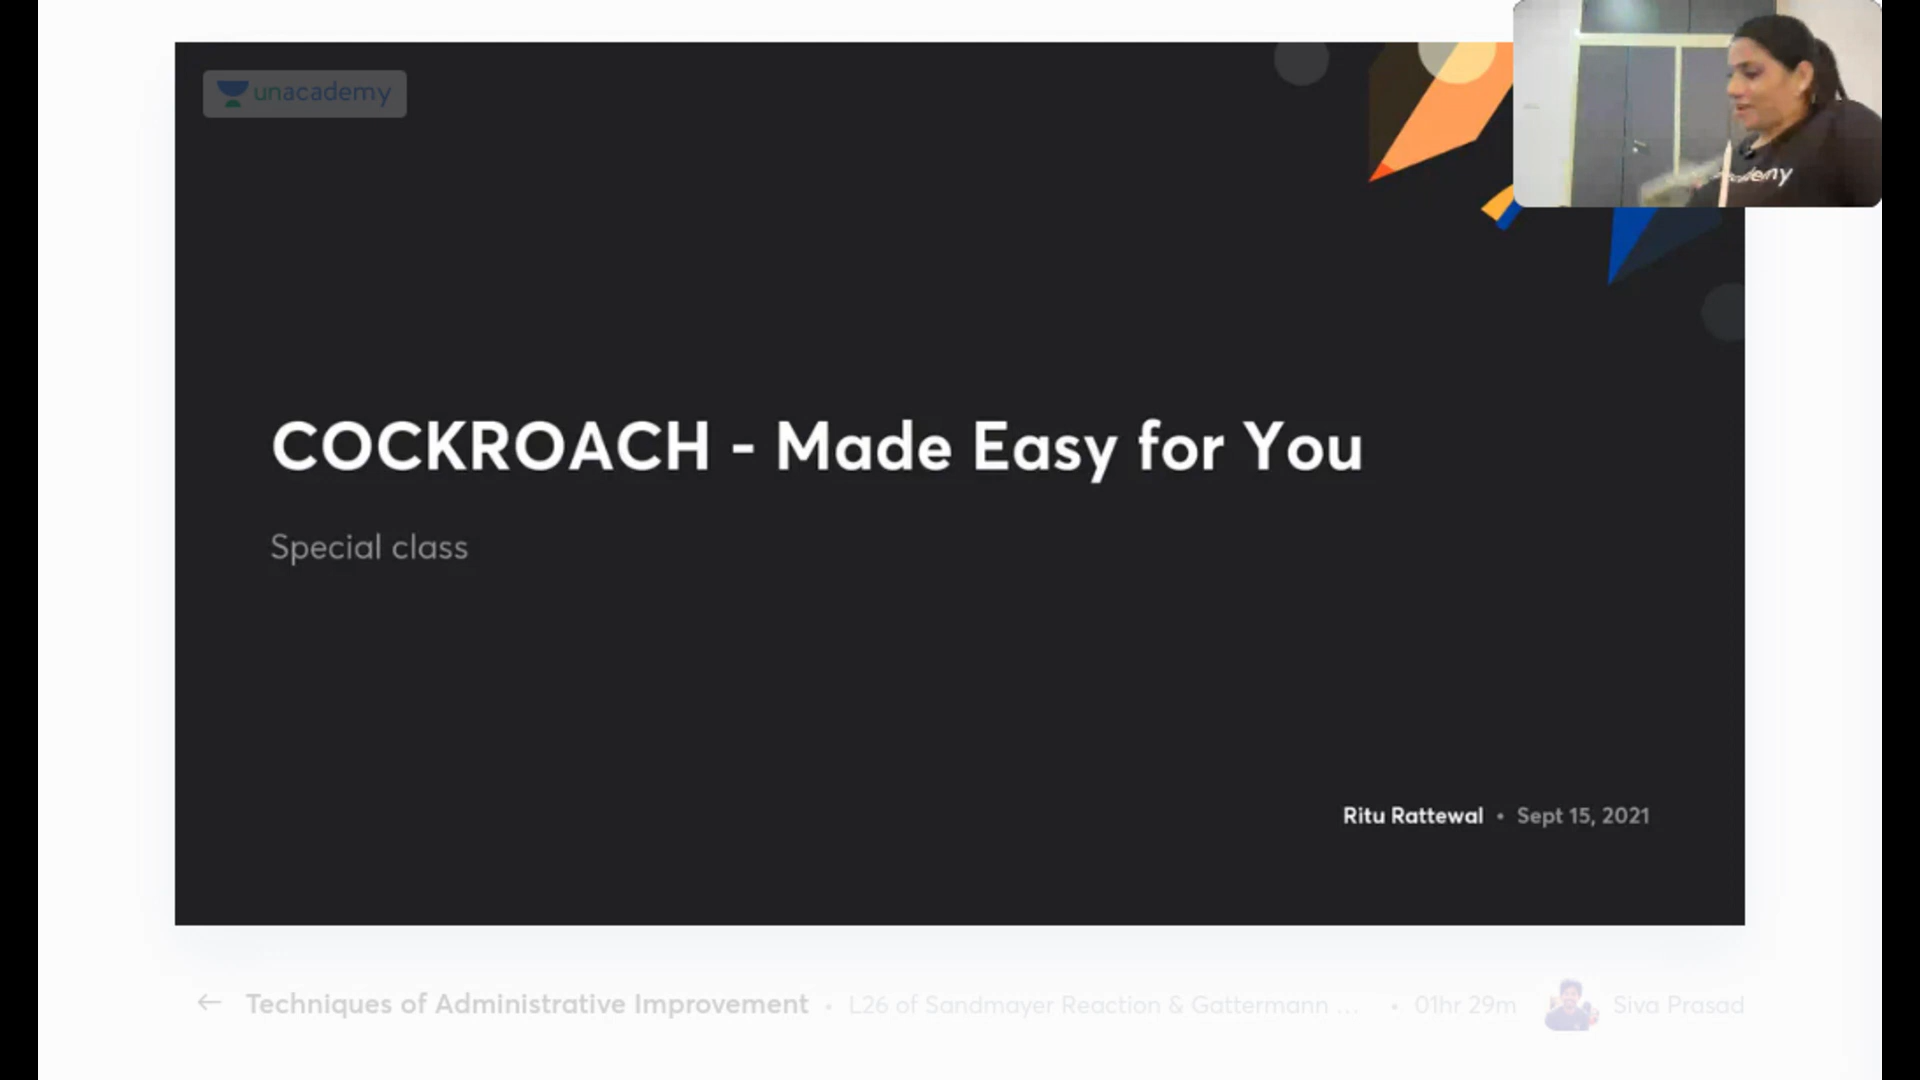 unacademy
COCKROACH - Made Easy for You
Special class
Ritu Rattewal • Sept 15, 2021
← Techniques of Administrative Improvement • L26 of Sandmayer Reaction & Gattermann ... • 01hr 29m Siva Prasad